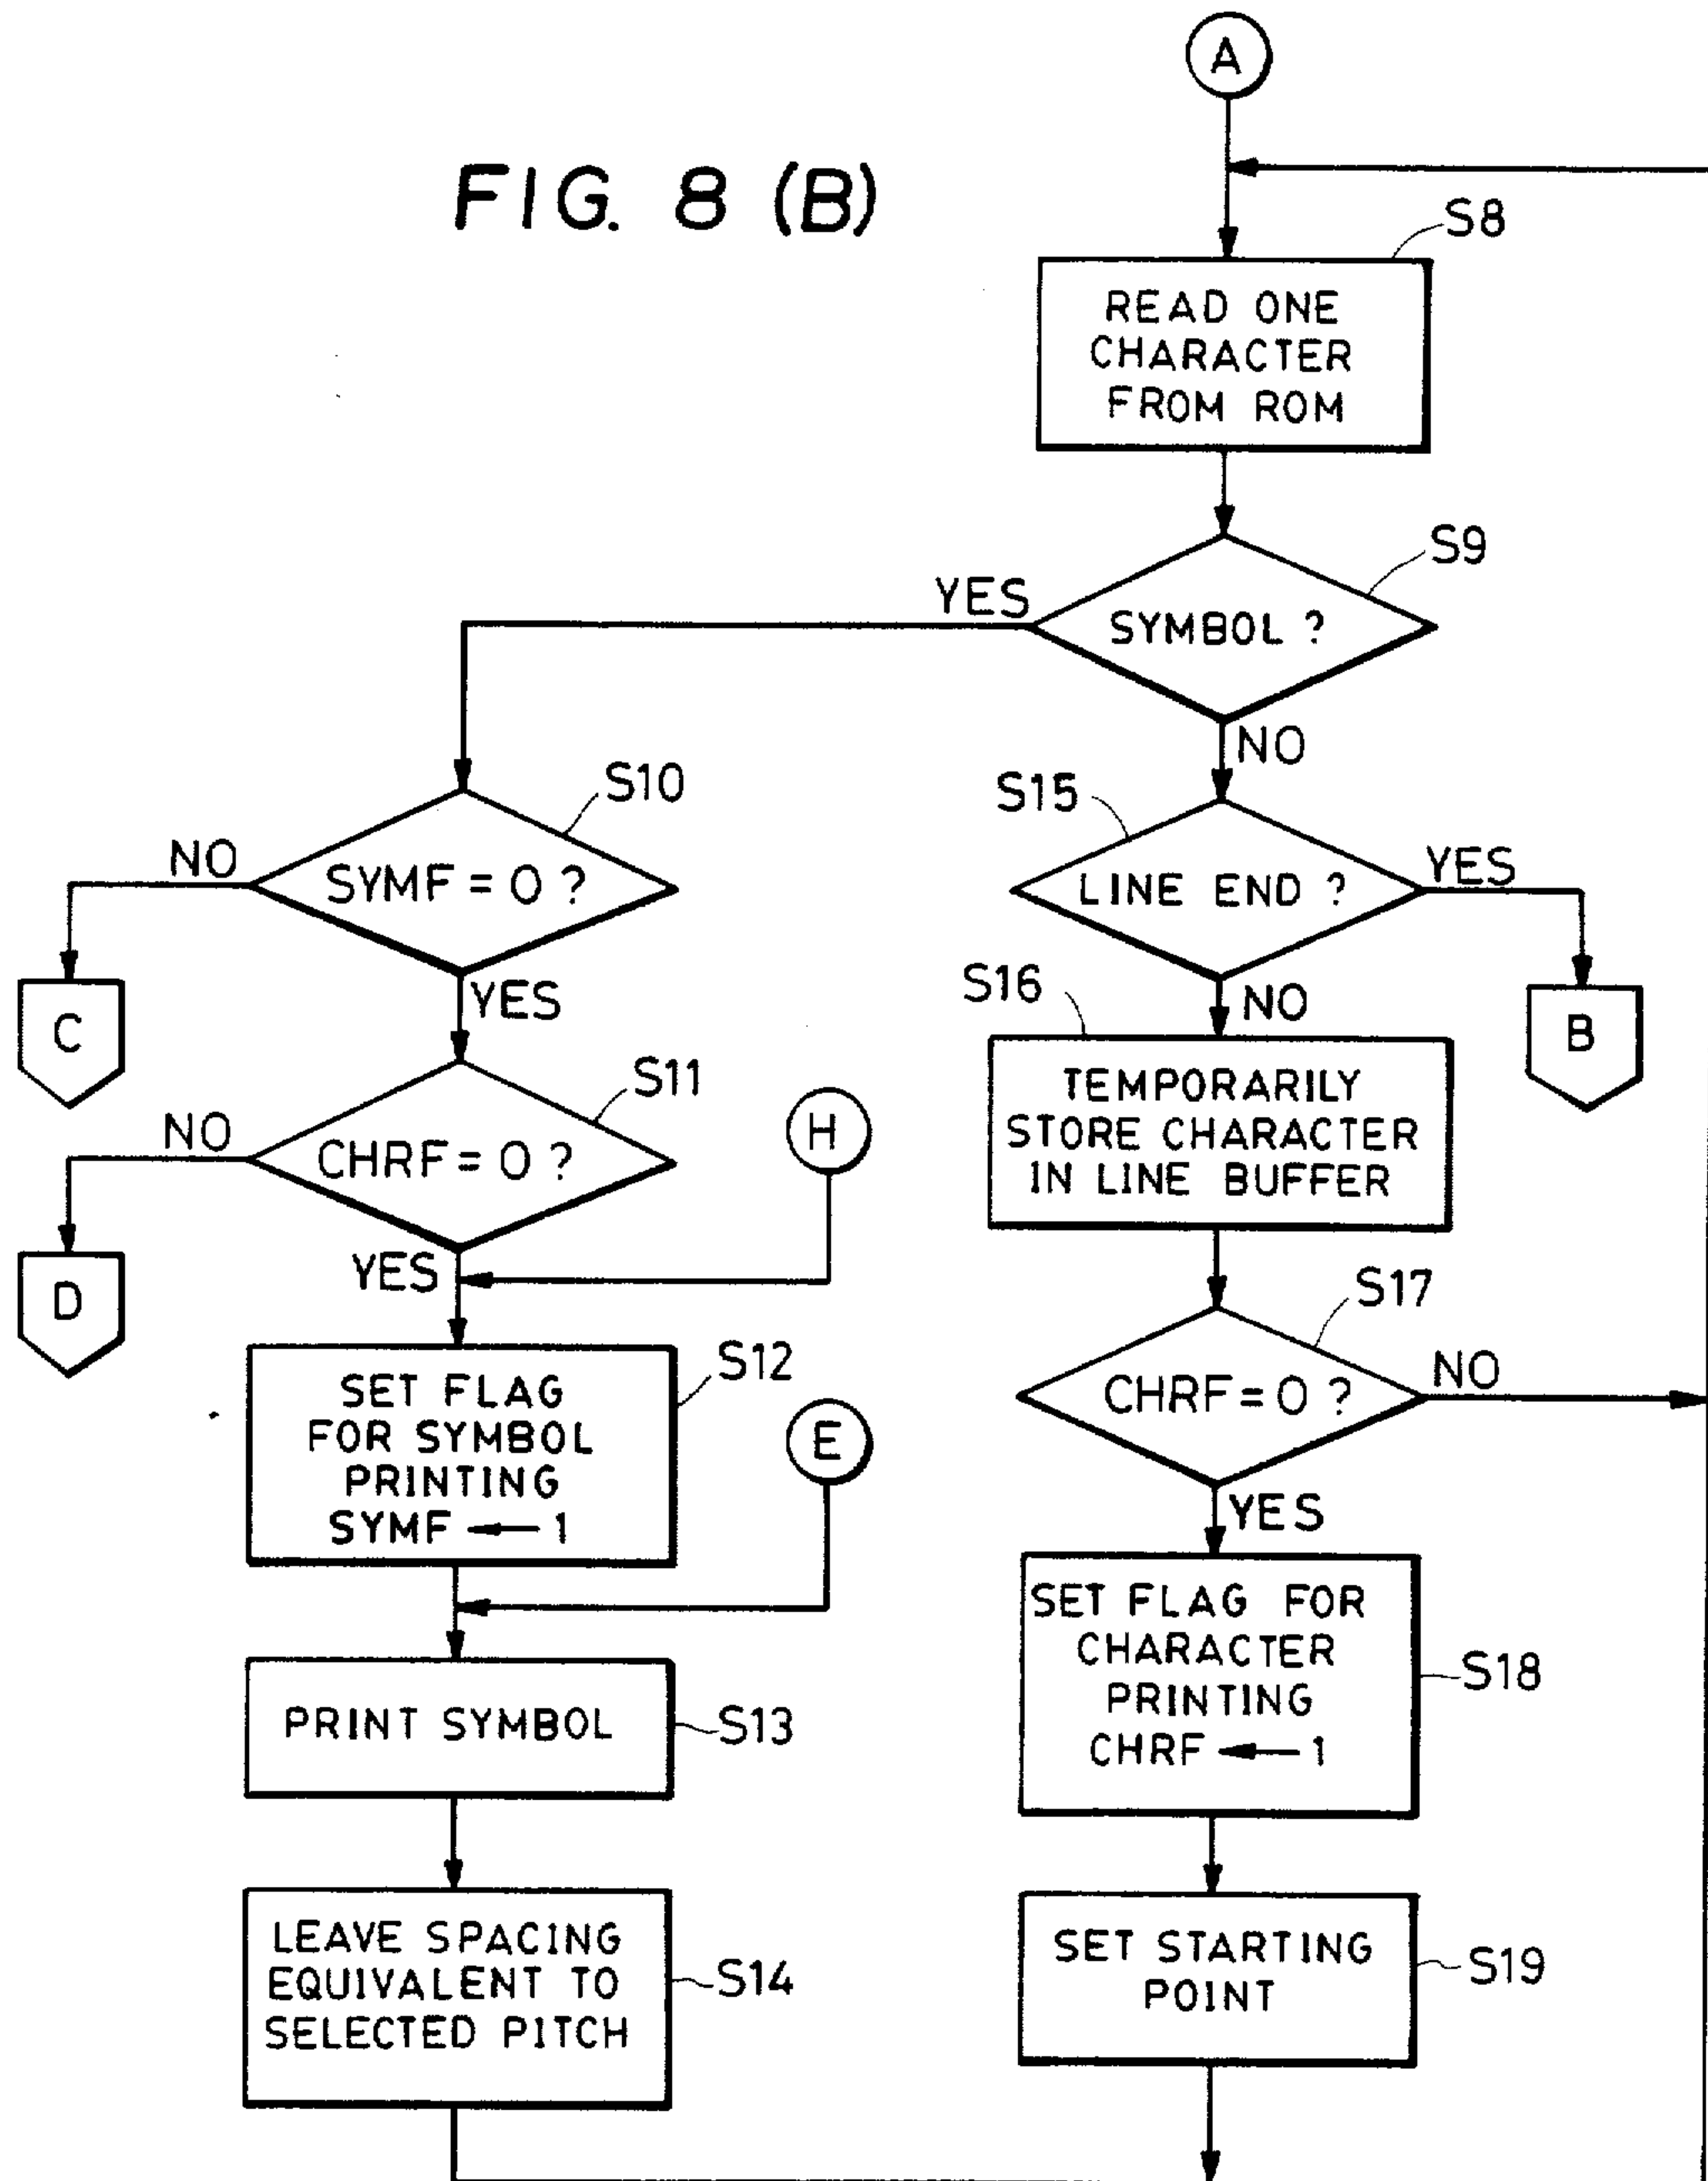 A
FIG. 8 (B)
S8
READ ONE
CHARACTER
FROM ROM
S9
YES
SYMBOL ?
NO
S10
NO
SYMF = 0 ?
YES
C
S15
LINE END ?
YES
NO
B
S11
NO
CHRF = 0 ?
YES
D
H
S16
TEMPORARILY
STORE CHARACTER
IN LINE BUFFER
S12
SET FLAG
FOR SYMBOL
PRINTING
SYMF ← 1
E
S17
CHRF = 0 ?
NO
YES
S13
PRINT SYMBOL
S18
SET FLAG FOR
CHARACTER
PRINTING
CHRF ← 1
S14
LEAVE SPACING
EQUIVALENT TO
SELECTED PITCH
S19
SET STARTING
POINT